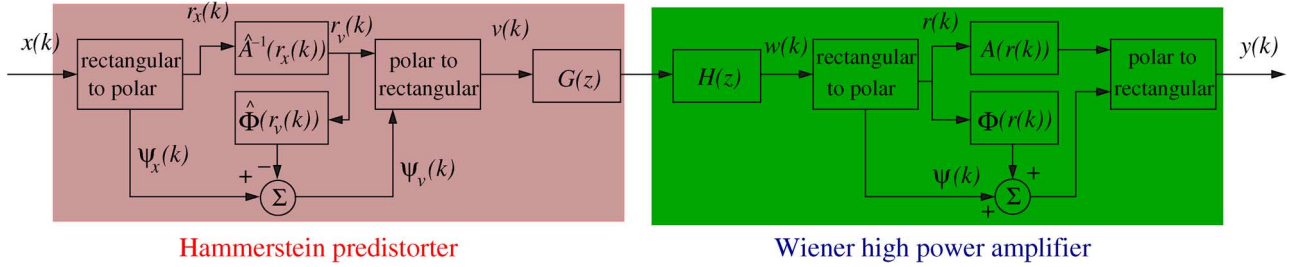 x(k)
rectangular
to polar
r_x(k)
Â⁻¹(r_x(k))
r_v(k)
Φ̂(r_v(k))
polar to
rectangular
v(k)
G(z)
ψ_x(k)
−
+
Σ
ψ_v(k)
Hammerstein predistorter
H(z)
w(k)
rectangular
to polar
r(k)
A(r(k))
Φ(r(k))
polar to
rectangular
y(k)
ψ(k)
+
+
Σ
Wiener high power amplifier